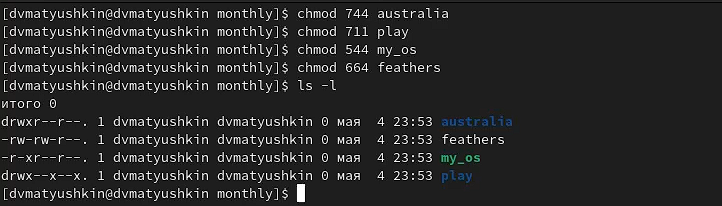 [dvmatyushkin@dvmatyushkin monthly]$ chmod 744 australia
[dvmatyushkin@dvmatyushkin monthly]$ chmod 711 play
[dvmatyushkin@dvmatyushkin monthly]$ chmod 544 my_os
[dvmatyushkin@dvmatyushkin monthly]$ chmod 664 feathers
[dvmatyushkin@dvmatyushkin monthly]$ ls -l
итого 0
drwxr--r--. 1 dvmatyushkin dvmatyushkin 0 мая  4 23:53 australia
-rw-rw-r--. 1 dvmatyushkin dvmatyushkin 0 мая  4 23:53 feathers
-r-xr--r--. 1 dvmatyushkin dvmatyushkin 0 мая  4 23:53 my_os
drwx--x--x. 1 dvmatyushkin dvmatyushkin 0 мая  4 23:53 play
[dvmatyushkin@dvmatyushkin monthly]$